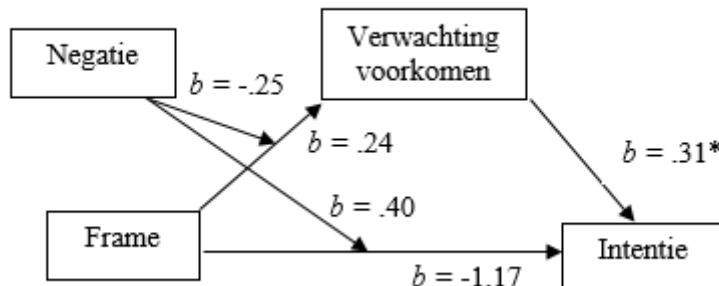 Negatie
Verwachting
voorkomen
b = -.25
b = .24
b = .31*
b = .40
Frame
Intentie
b = -1.17